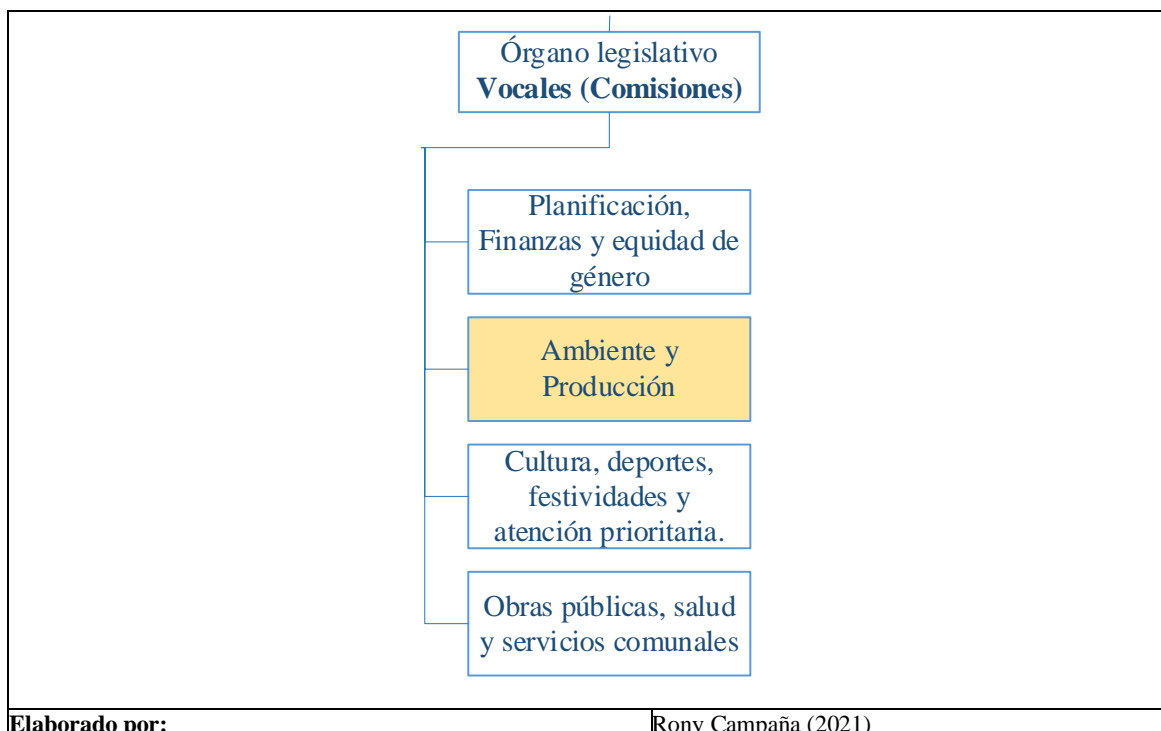 Órgano legislativo
Vocales (Comisiones)
Planificación,
Finanzas y equidad de
género
Ambiente y
Producción
Cultura, deportes,
festividades y
atención prioritaria.
Obras públicas, salud
y servicios comunales
Elaborado por:
Rony Campaña (2021)